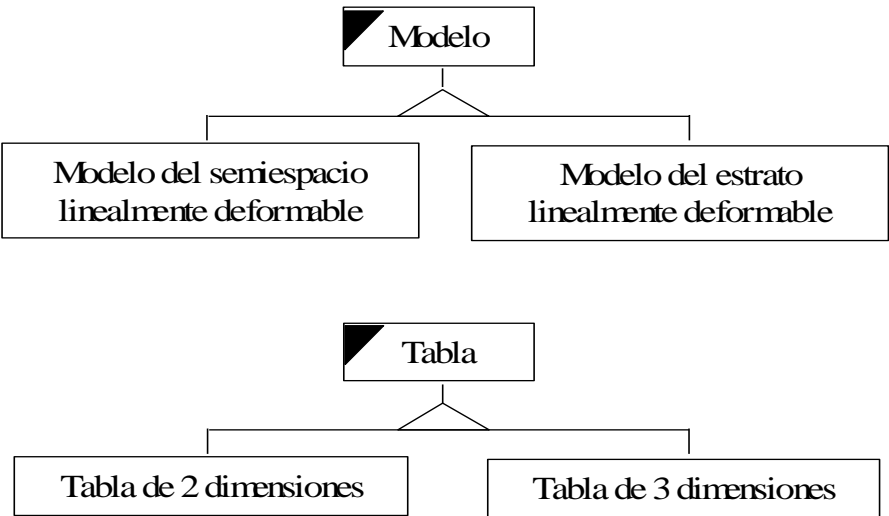 Modelo
Modelo del semiespacio
linealmente deformable
Modelo del estrato
linealmente deformable
Tabla
Tabla de 2 dimensiones
Tabla de 3 dimensiones